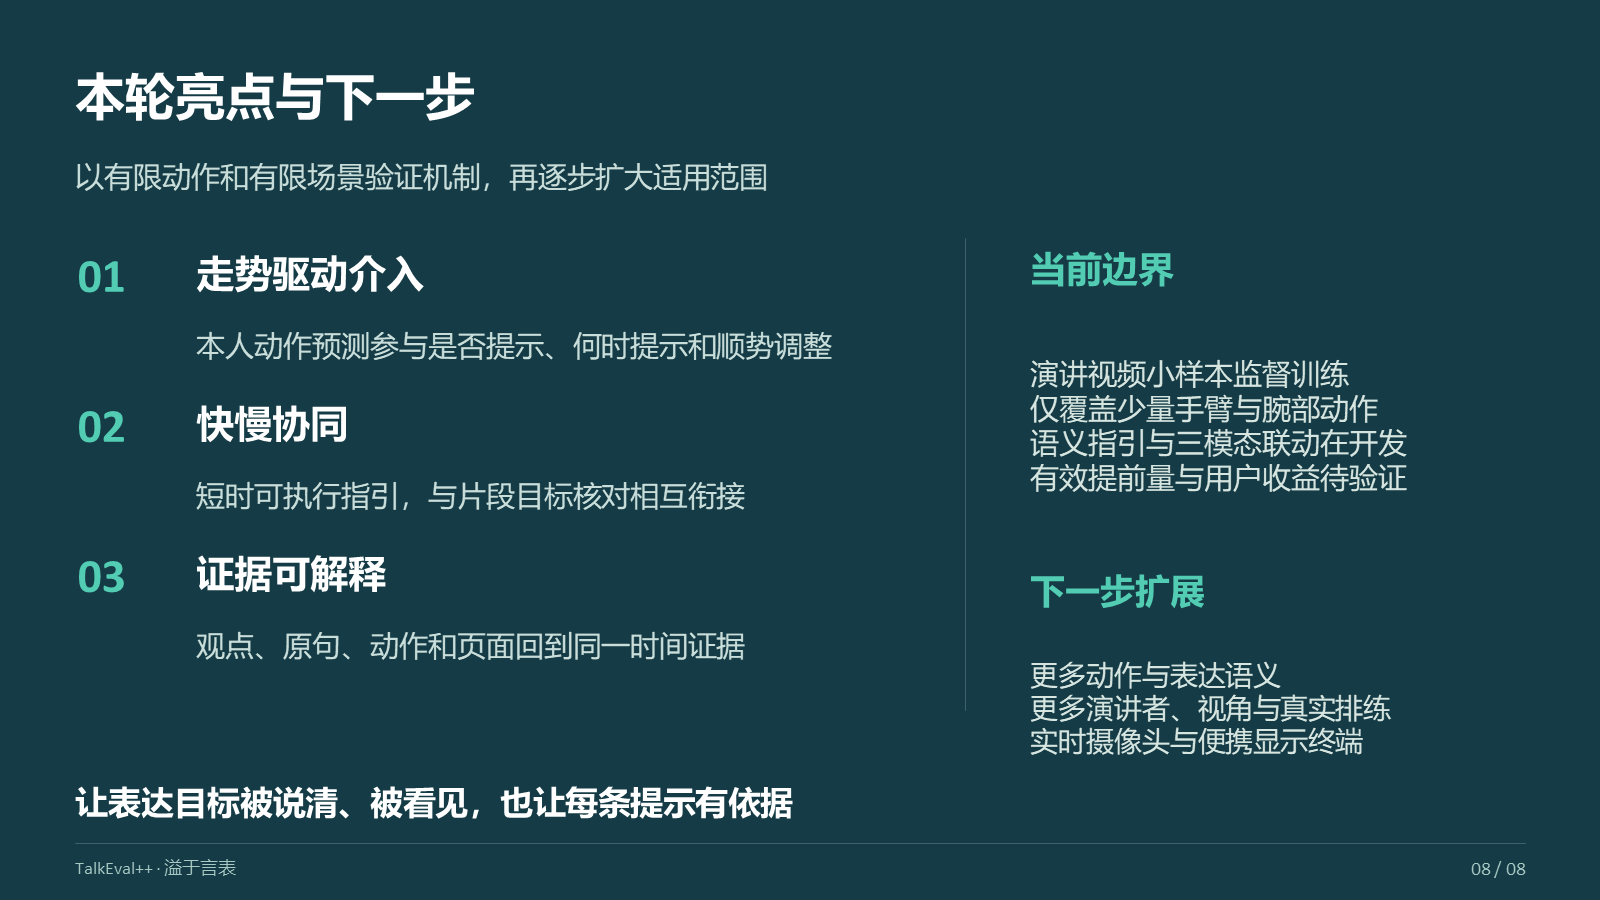 本轮亮点与下一步
以有限动作和有限场景验证机制，再逐步扩大适用范围
01
走势驱动介入
本人动作预测参与是否提示、何时提示和顺势调整
02
快慢协同
短时可执行指引，与片段目标核对相互衔接
03
证据可解释
观点、原句、动作和页面回到同一时间证据
当前边界
演讲视频小样本监督训练
仅覆盖少量手臂与腕部动作
语义指引与三模态联动在开发
有效提前量与用户收益待验证
下一步扩展
更多动作与表达语义
更多演讲者、视角与真实排练
实时摄像头与便携显示终端
让表达目标被说清、被看见，也让每条提示有依据
TalkEval++ · 溢于言表
08 / 08